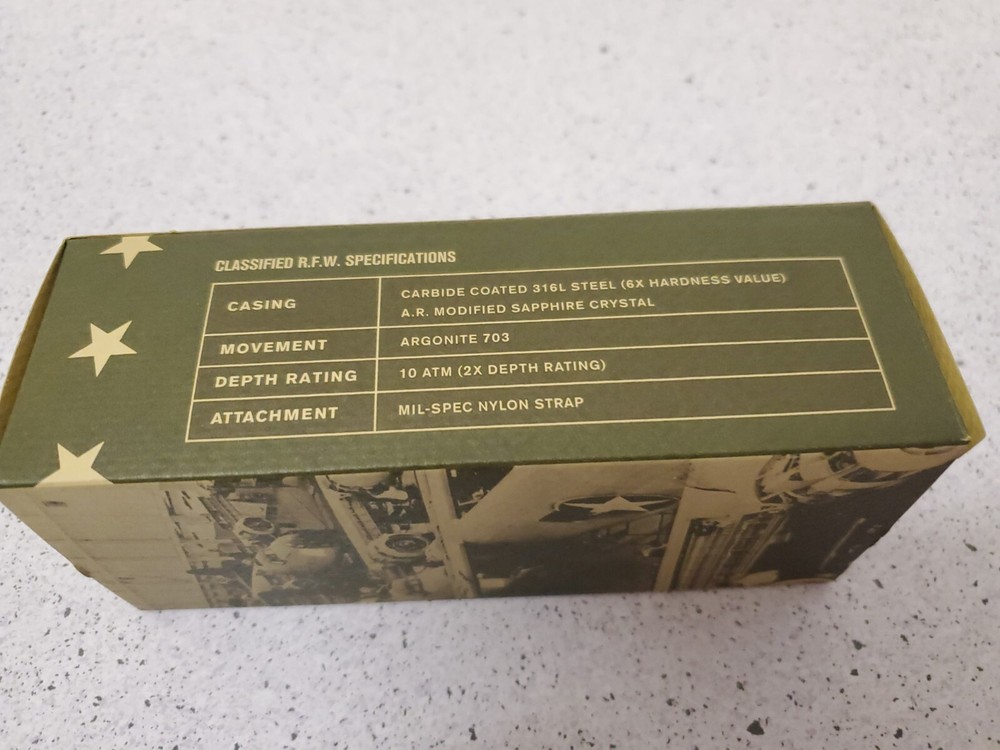 CLASSIFIED R.F.W. SPECIFICATIONS
CASING
CARBIDE COATED 316L STEEL (6X HARDNESS VALUE)
A.R. MODIFIED SAPPHIRE CRYSTAL
MOVEMENT
ARGONITE 703
DEPTH RATING
10 ATM (2X DEPTH RATING)
ATTACHMENT
MIL-SPEC NYLON STRAP